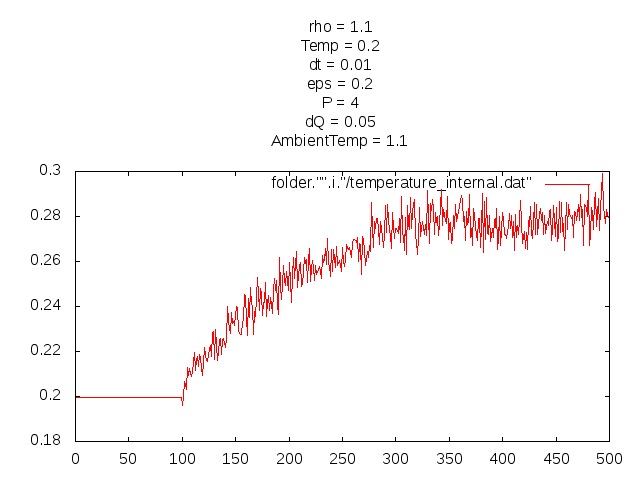 rho = 1.1
Temp = 0.2
dt = 0.01
eps = 0.2
P = 4
dQ = 0.05
AmbientTemp = 1.1
folder."".i."/temperature_internal.dat"
0.3
0.28
0.26
0.24
0.22
0.2
0.18
0 50 100 150 200 250 300 350 400 450 500